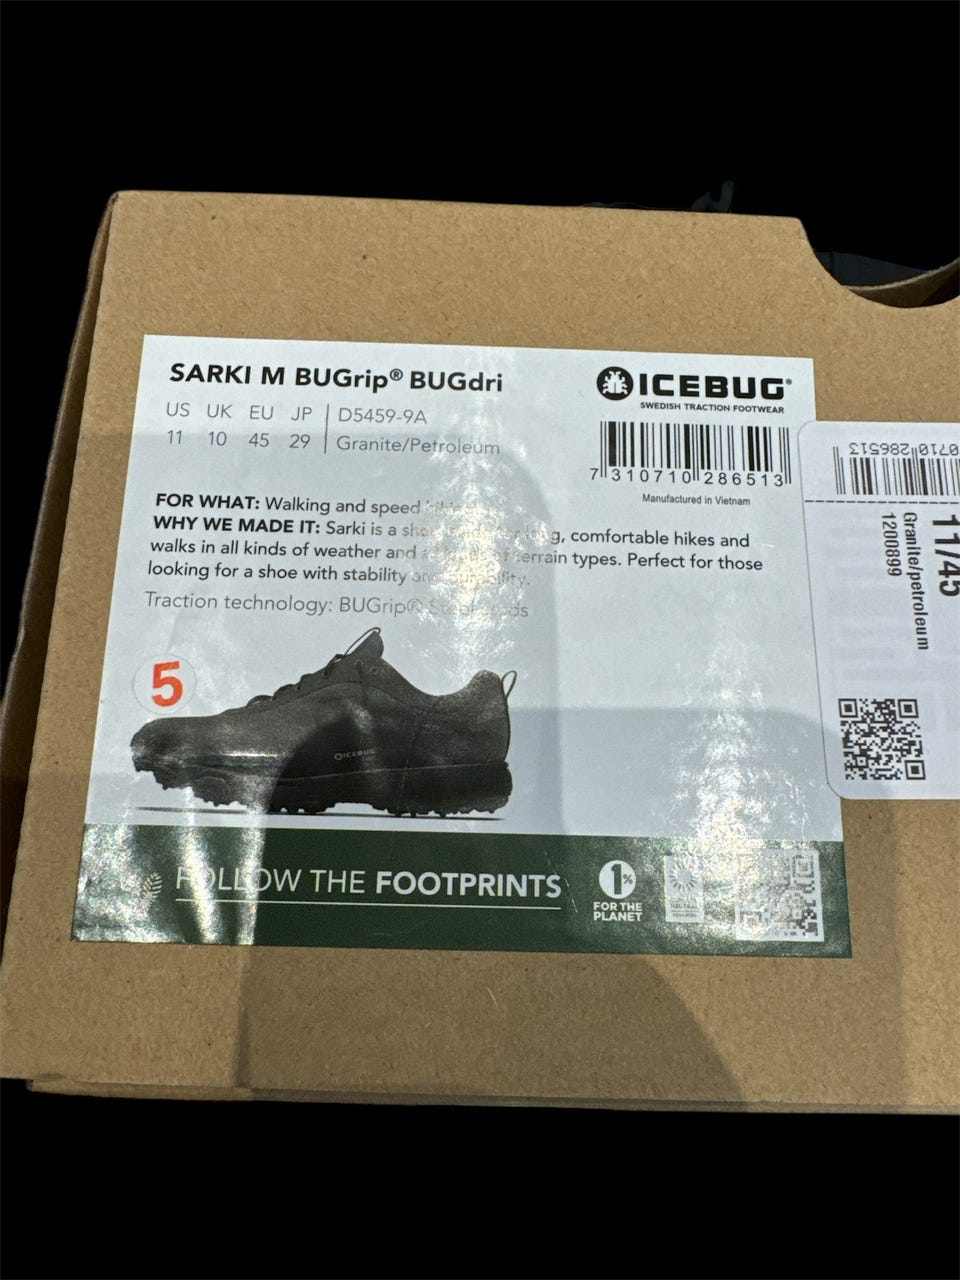 SARKI M BUGrip® BUGdri
US UK EU JP D5459-9A
11 10 45 29 Granite/Petroleum
ICEBUG®
SWEDISH TRACTION FOOTWEAR
7 310710 286513
Manufactured in Vietnam
FOR WHAT: Walking and speed
WHY WE MADE IT: Sarki is a comfortable hikes and
walks in all kinds of weather and terrain types. Perfect for those
looking for a shoe with stability
Traction technology: BUGrip®
5
ICEBUG
FOLLOW THE FOOTPRINTS
1%
FOR THE
PLANET
0710 286513
11/45
Granite/petroleum
1200899